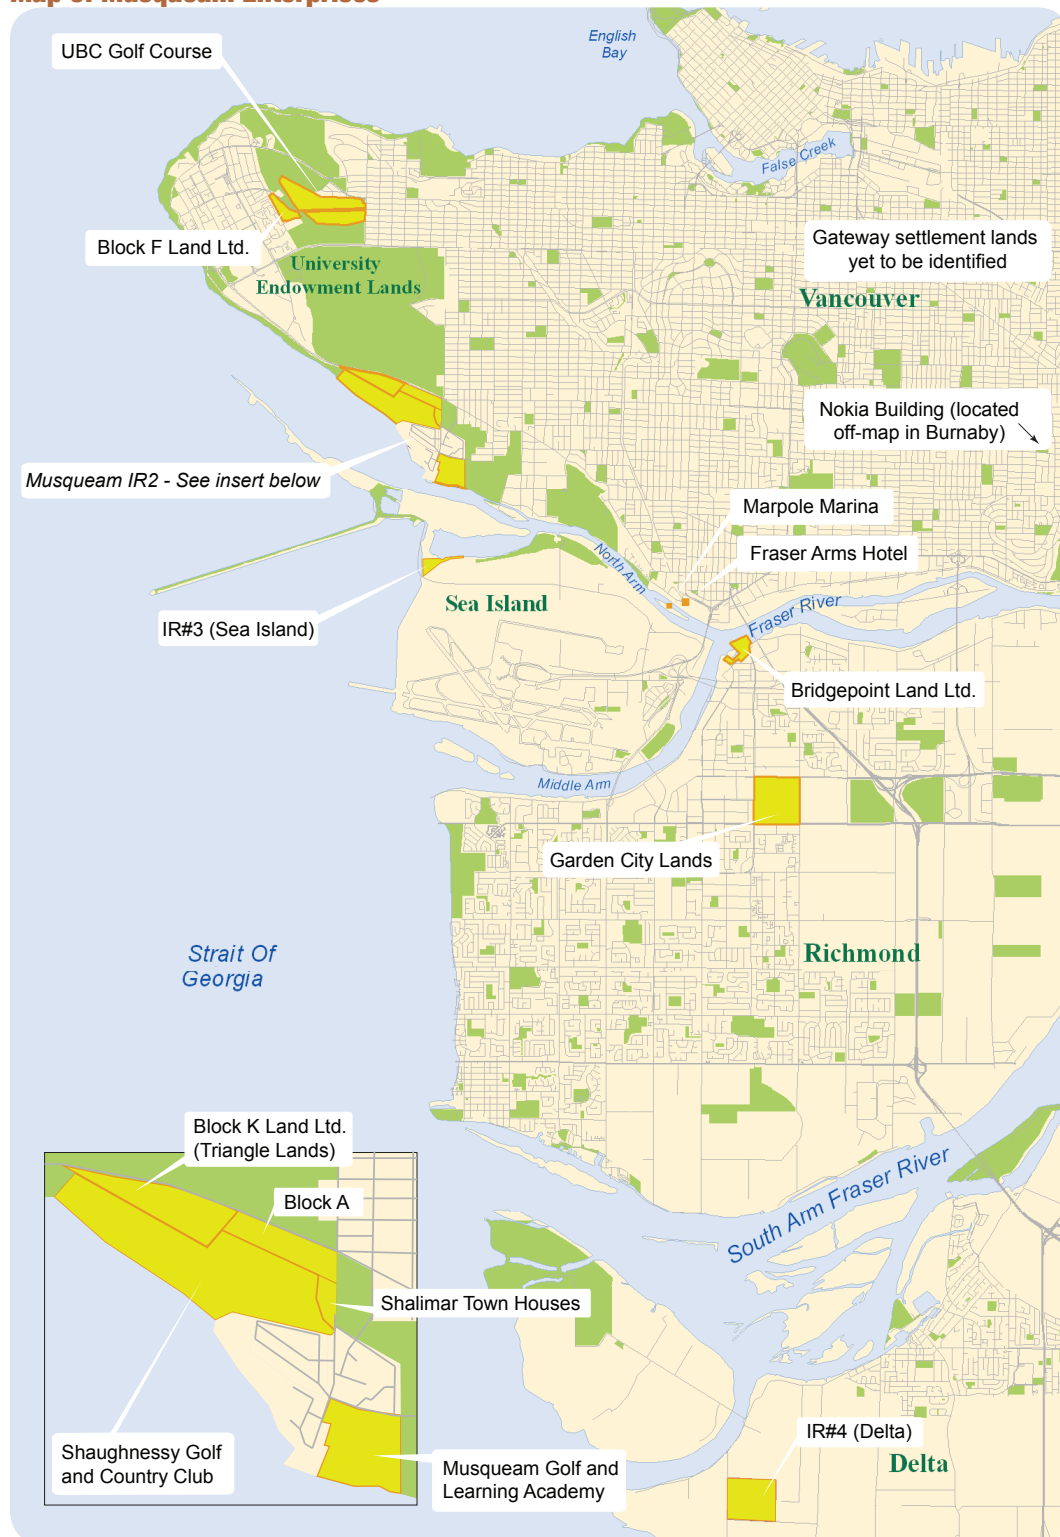 Map of Musqueam Enterprises
UBC Golf Course
English
Bay
False Creek
Block F Land Ltd.
Gateway settlement lands
yet to be identified
University
Endowment Lands
Vancouver
Nokia Building (located
off-map in Burnaby)
Musqueam IR2 - See insert below
Marpole Marina
Fraser Arms Hotel
North Arm
Sea Island
Fraser River
IR#3 (Sea Island)
Bridgepoint Land Ltd.
Middle Arm
Garden City Lands
Strait Of
Georgia
Richmond
Block K Land Ltd.
(Triangle Lands)
Block A
South Arm Fraser River
Shalimar Town Houses
IR#4 (Delta)
Shaughnessy Golf
and Country Club
Musqueam Golf and
Learning Academy
Delta